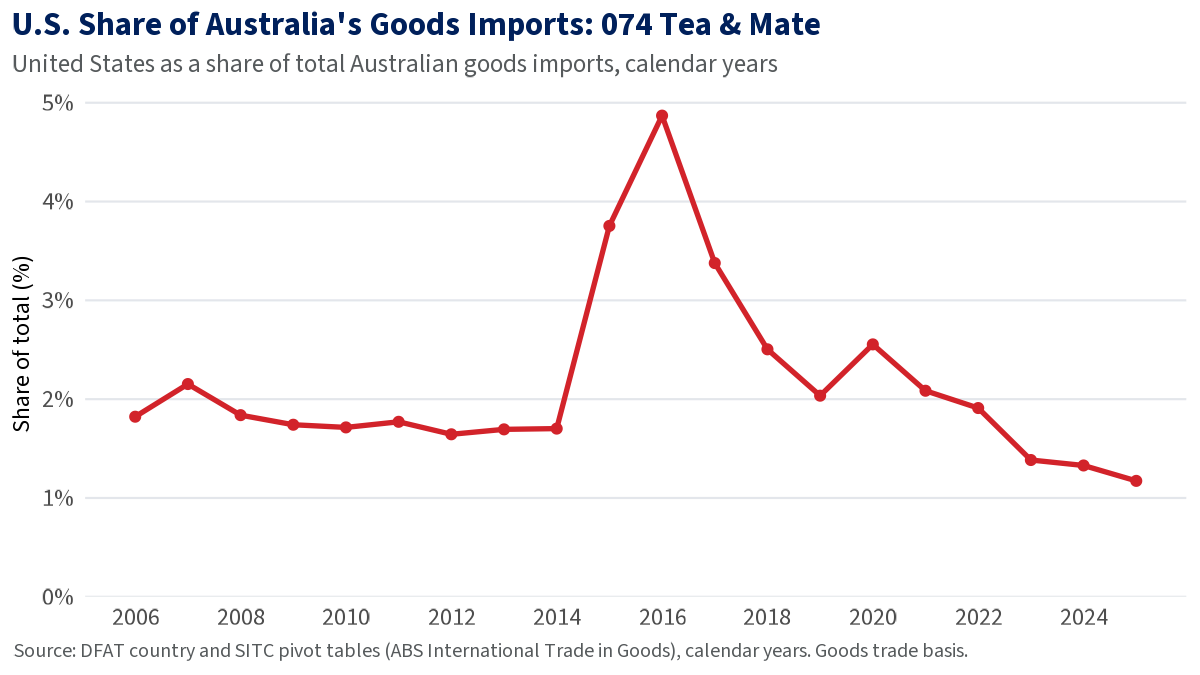 U.S. Share of Australia's Goods Imports: 074 Tea & Mate
United States as a share of total Australian goods imports, calendar years
Share of total (%)
5%
4%
3%
2%
1%
0%
2006 2008 2010 2012 2014 2016 2018 2020 2022 2024
Source: DFAT country and SITC pivot tables (ABS International Trade in Goods), calendar years. Goods trade basis.